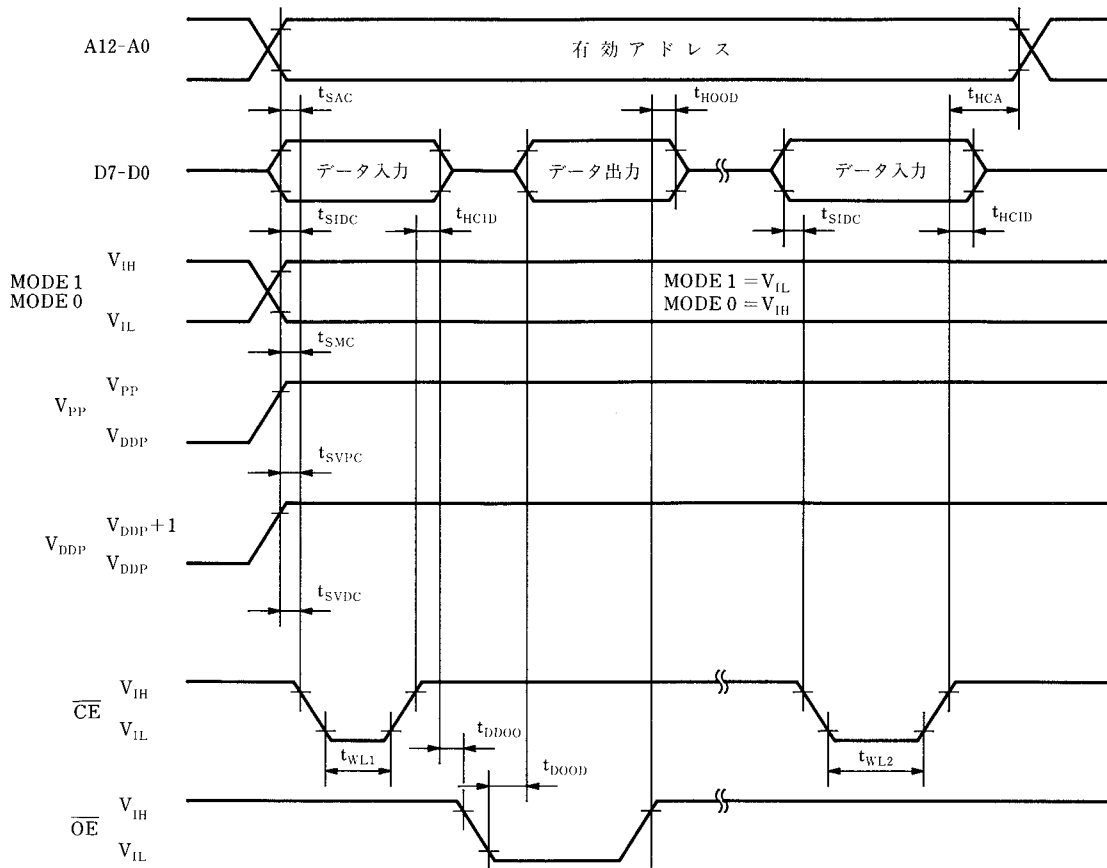 A12-A0
有効アドレス
tSAC
tHOOD
tHCA
D7-D0
データ入力
データ出力
データ入力
tSIDC
tHCID
tSIDC
tHCID
MODE 1
MODE 0
VIH
VIL
MODE 1 = VIL
MODE 0 = VIH
tSMC
VPP
VPP
VDDP
tSVPC
VDDP
VDDP+1
VDDP
tSVDC
CE
VIH
VIL
tWL1
tDDOO
tWL2
tDOOD
OE
VIH
VIL